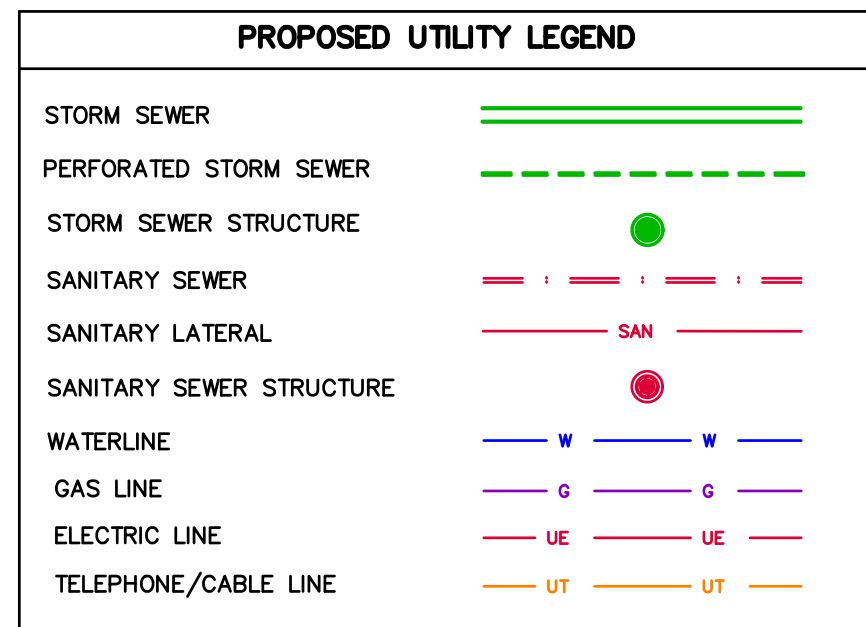 PROPOSED UTILITY LEGEND
STORM SEWER
PERFORATED STORM SEWER
STORM SEWER STRUCTURE
SANITARY SEWER
SANITARY LATERAL SAN
SANITARY SEWER STRUCTURE
WATERLINE W W
GAS LINE G G
ELECTRIC LINE UE UE
TELEPHONE/CABLE LINE UT UT